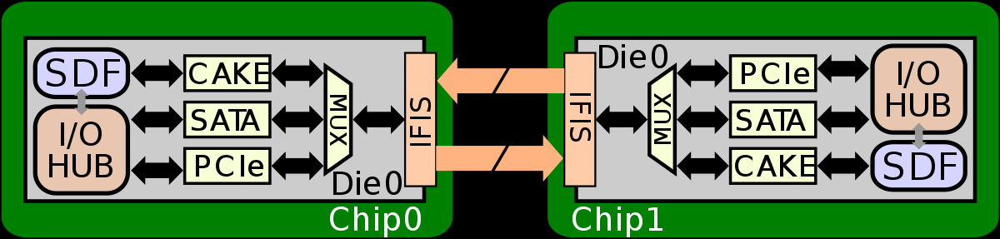 SDF
CAKE
I/O
HUB
SATA
PCIe
MUX
IFIS
Die0
Chip0
Die0
IFIS
MUX
PCIe
SATA
CAKE
I/O
HUB
SDF
Chip1